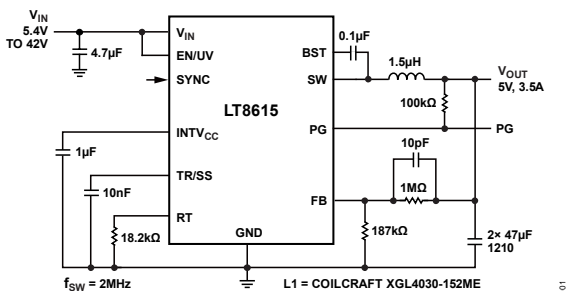 VIN
5.4V
TO 42V
4.7µF
VIN
EN/UV
SYNC
INTVCC
1µF
TR/SS
10nF
RT
18.2kΩ
GND
LT8615
BST
0.1µF
SW
1.5µH
VOUT
5V, 3.5A
100kΩ
PG
PG
10pF
1MΩ
FB
187kΩ
2× 47µF
1210
fSW = 2MHz
L1 = COILCRAFT XGL4030-152ME
01